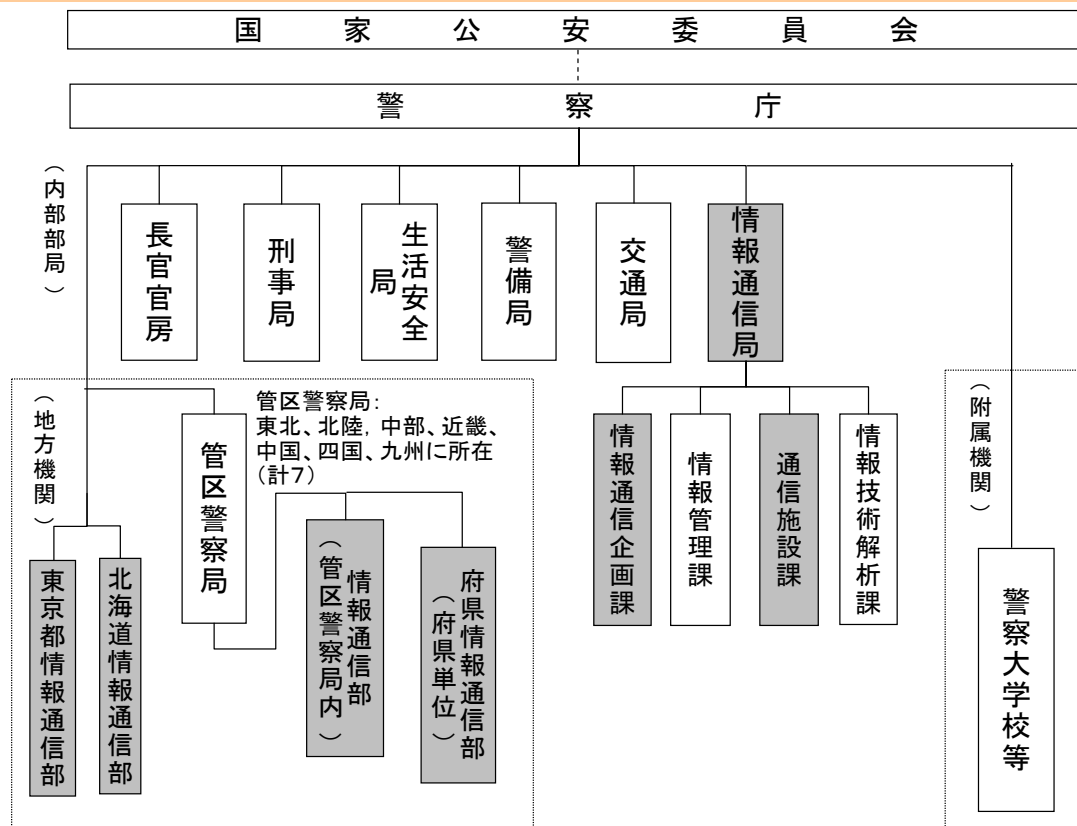 国家公安委員会
警察庁
（内部部局）
長官官房
刑事局
生活安全
局
警備局
交通局
情報通信局
（地方機関）
管区警察局
管区警察局：
東北、北陸, 中部、近畿、
中国、四国、九州に所在
（計７）
情報通信企画課
情報管理課
通信施設課
情報技術解析課
（附属機関）
東京都情報通信部
北海道情報通信部
情報通信部
（管区警察局内）
府県情報通信部
（府県単位）
警察大学校等